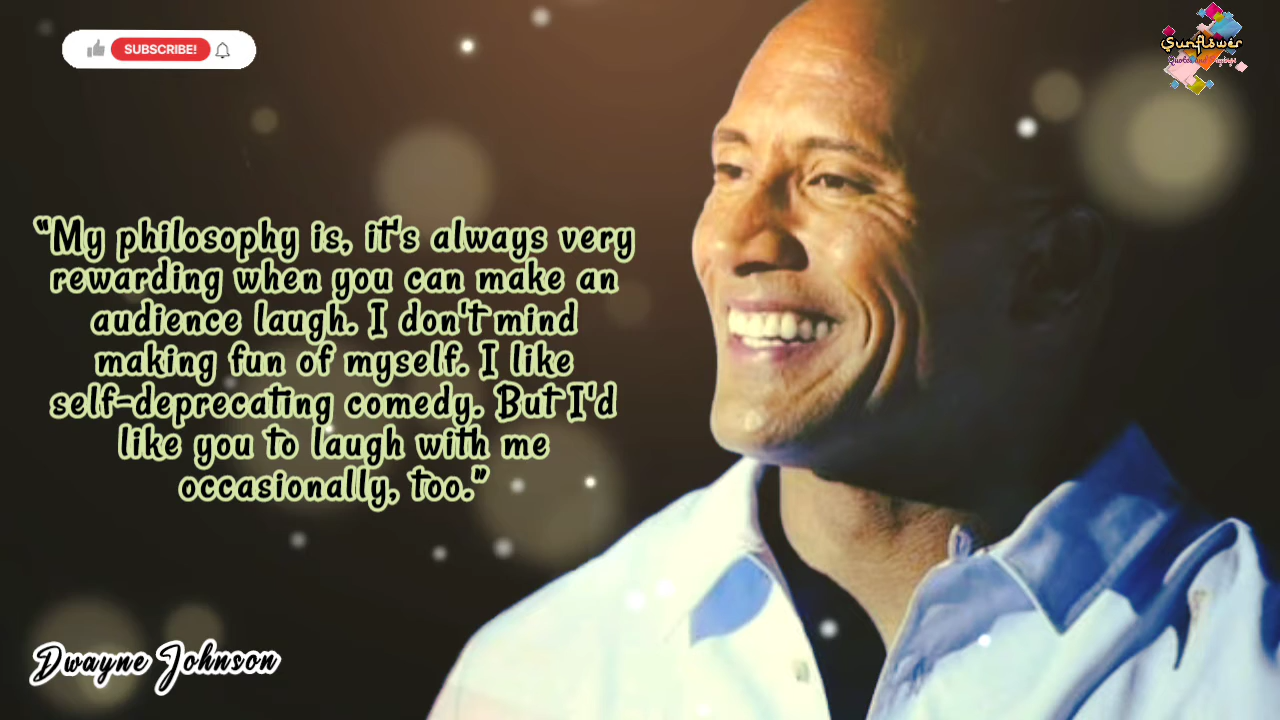 SUBSCRIBE!
Sunflower
“My philosophy is, it's always very
rewarding when you can make an
audience laugh. I don't mind
making fun of myself. I like
self-deprecating comedy. But I'd
like you to laugh with me
occasionally, too.”
Dwayne Johnson